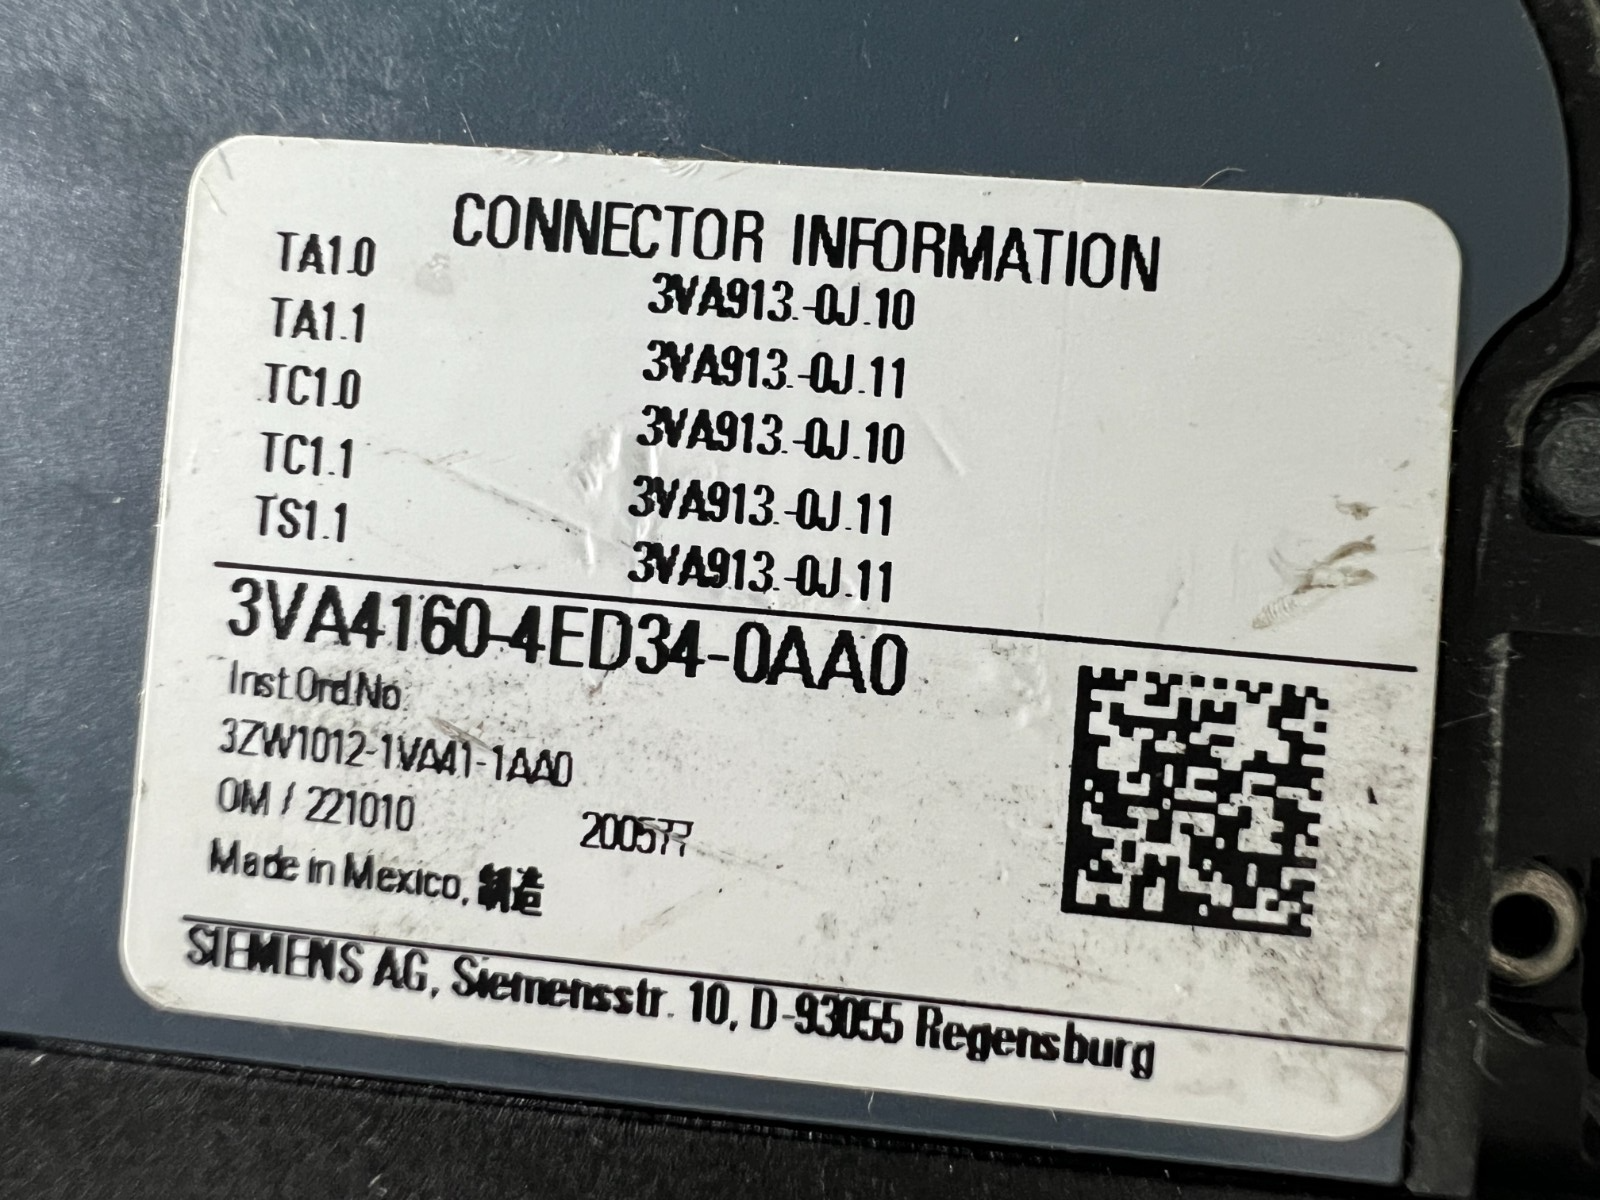 CONNECTOR INFORMATION
TA1.0 3VA913.-0J.10
TA1.1 3VA913.-0J.11
TC1.0 3VA913.-0J.10
TC1.1 3VA913.-0J.11
TS1.1 3VA913.-0J.11
3VA4160-4ED34-0AA0
Inst.Ord.No.
3ZW1012-1VA41-1AA0
OM / 221010 200577
Made in Mexico, 制造
SIEMENS AG, Siemensstr. 10, D-93055 Regensburg